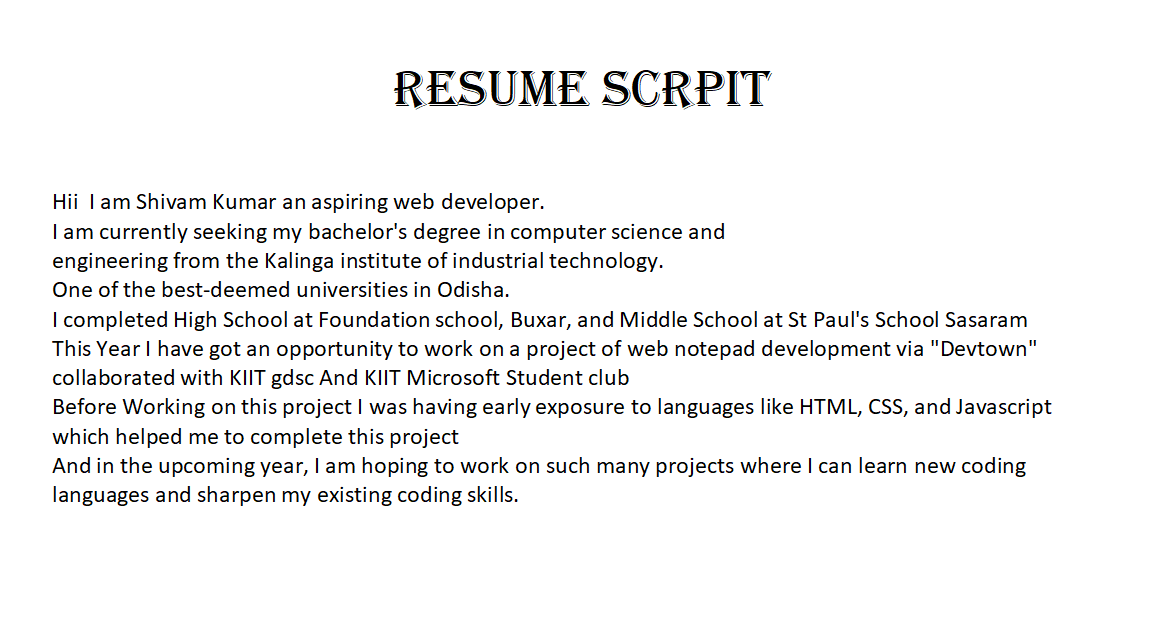 RESUME SCRPIT
Hii  I am Shivam Kumar an aspiring web developer.
I am currently seeking my bachelor's degree in computer science and
engineering from the Kalinga institute of industrial technology.
One of the best-deemed universities in Odisha.
I completed High School at Foundation school, Buxar, and Middle School at St Paul's School Sasaram
This Year I have got an opportunity to work on a project of web notepad development via "Devtown"
collaborated with KIIT gdsc And KIIT Microsoft Student club
Before Working on this project I was having early exposure to languages like HTML, CSS, and Javascript
which helped me to complete this project
And in the upcoming year, I am hoping to work on such many projects where I can learn new coding
languages and sharpen my existing coding skills.